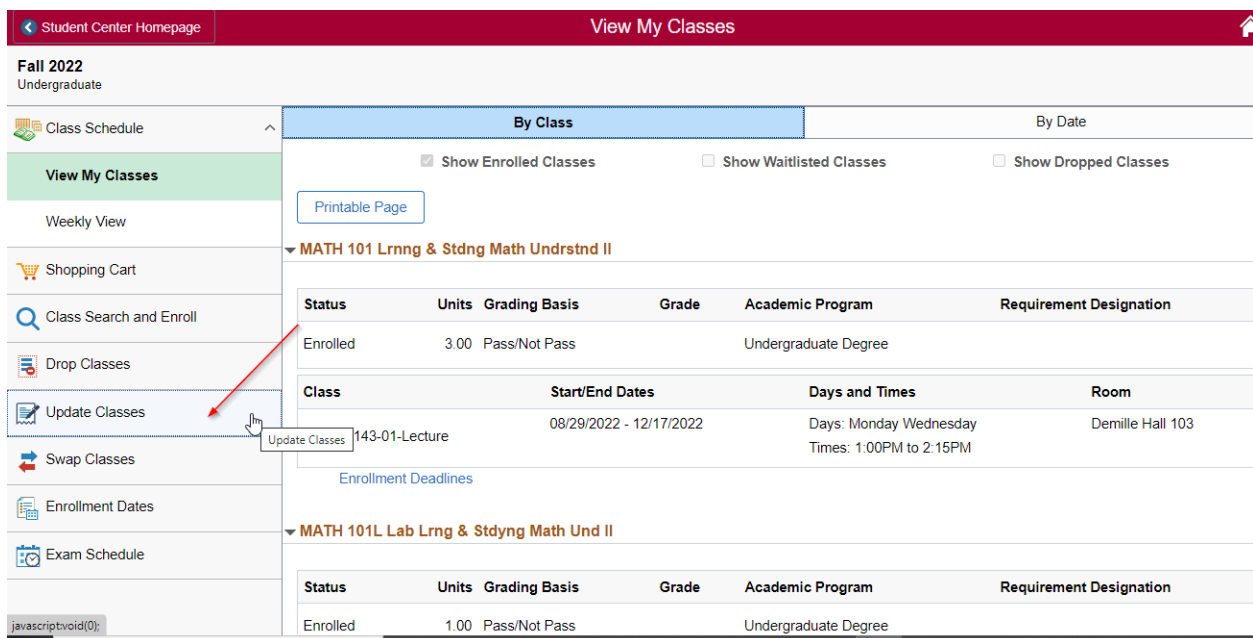 Student Center Homepage
View My Classes
Fall 2022
Undergraduate
Class Schedule
View My Classes
Weekly View
Shopping Cart
Class Search and Enroll
Drop Classes
Update Classes
Swap Classes
Enrollment Dates
Exam Schedule
javascript:void(0);
By Class By Date
Show Enrolled Classes Show Waitlisted Classes Show Dropped Classes
Printable Page
MATH 101 Lrnng & Stdng Math Undrstnd II
Status Units Grading Basis Grade Academic Program Requirement Designation
Enrolled 3.00 Pass/Not Pass Undergraduate Degree
Class Start/End Dates Days and Times Room
143-01-Lecture 08/29/2022 - 12/17/2022 Days: Monday Wednesday Demille Hall 103
Times: 1:00PM to 2:15PM
Update Classes
Enrollment Deadlines
MATH 101L Lab Lrng & Stdyng Math Und II
Status Units Grading Basis Grade Academic Program Requirement Designation
Enrolled 1.00 Pass/Not Pass Undergraduate Degree